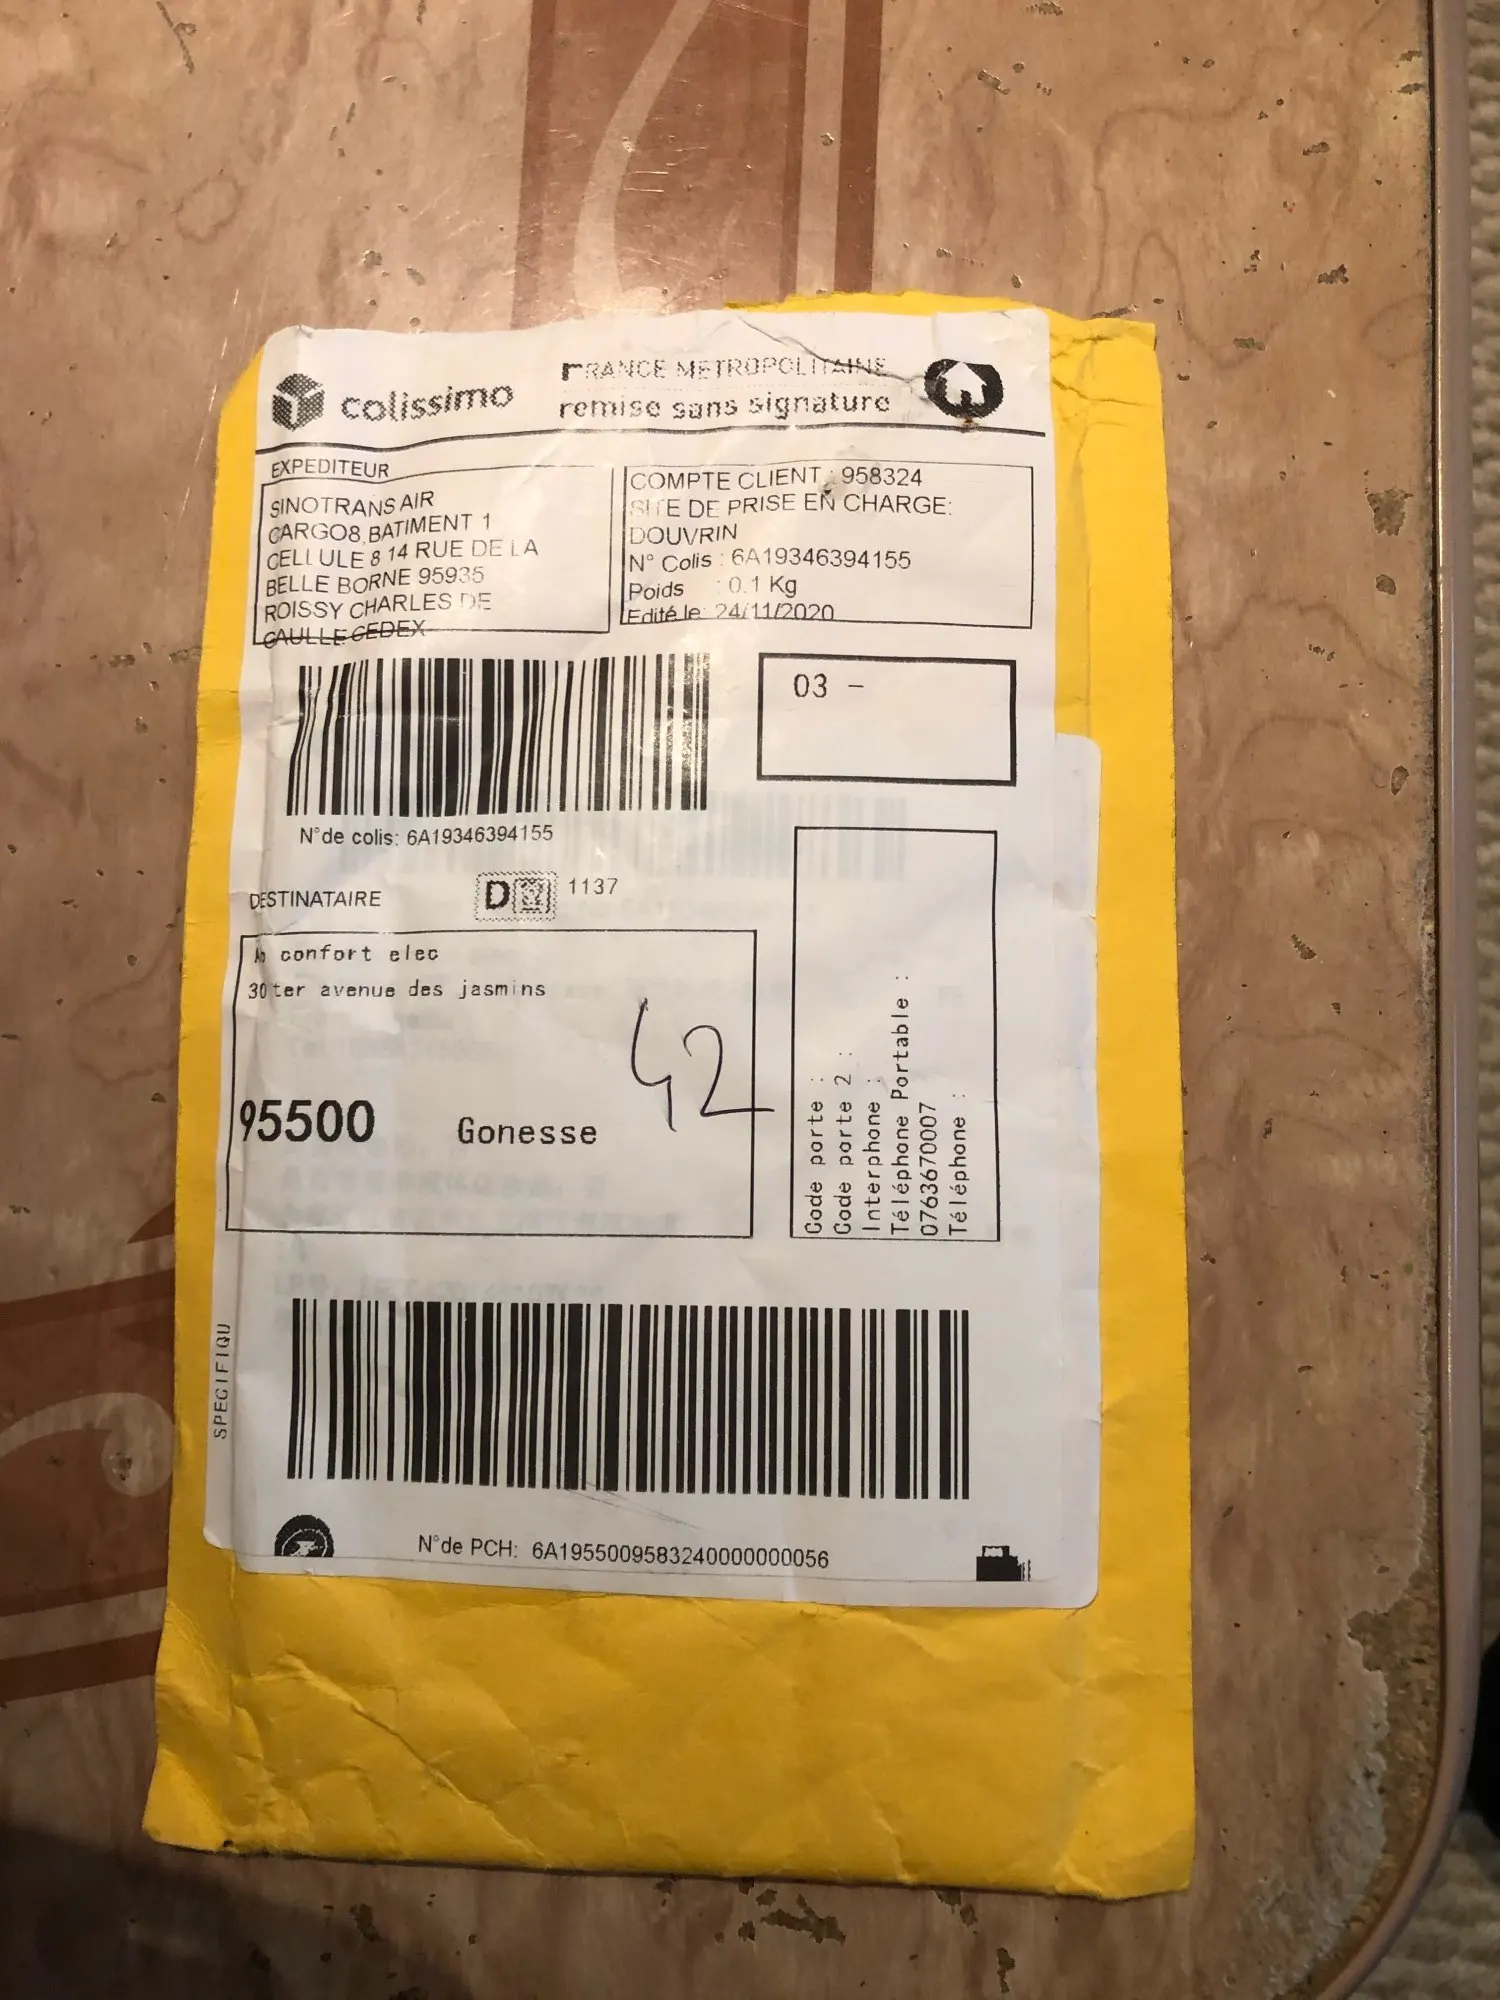 colissimo
FRANCE METROPOLITAINE
remise sans signature
EXPEDITEUR
SINOTRANS AIR
CARGO8, BATIMENT 1
CELLULE 8 14 RUE DE LA
BELLE BORNE 95935
ROISSY CHARLES DE
GAULLE CEDEX
COMPTE CLIENT : 958324
SITE DE PRISE EN CHARGE:
DOUVRIN
N° Colis : 6A19346394155
Poids : 0.1 Kg
Edité le: 24/11/2020
03 -
N°de colis: 6A19346394155
DESTINATAIRE
D 1137
Ab confort elec
30 ter avenue des jasmins
42
95500 Gonesse
Code porte :
Code porte 2 :
Interphone :
Téléphone Portable :
0763670007
Téléphone :
SPECIFIQU
N°de PCH: 6A1955009583240000000056